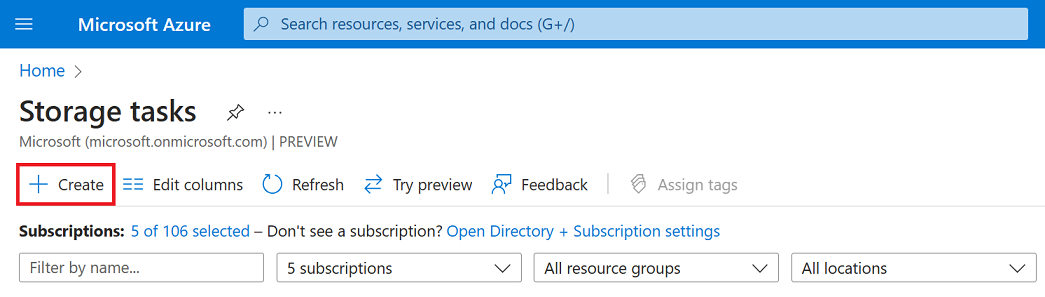 Microsoft Azure Search resources, services, and docs (G+/)
Home >
Storage tasks ...
Microsoft (microsoft.onmicrosoft.com) | PREVIEW
+ Create Edit columns Refresh Try preview Feedback | Assign tags
Subscriptions: 5 of 106 selected – Don't see a subscription? Open Directory + Subscription settings
Filter by name... 5 subscriptions All resource groups All locations